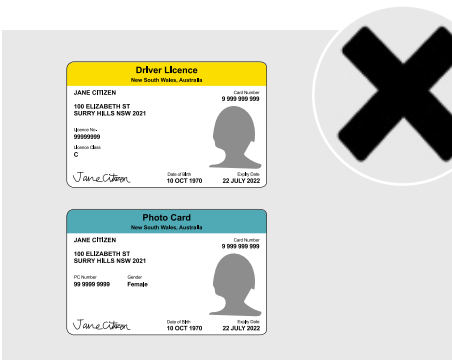 Driver Licence
New South Wales, Australia
JANE CITIZEN
Card Number
9 999 999 999
100 ELIZABETH ST
SURRY HILLS NSW 2021
Licence No.
99999999
Licence Class
C
Jane Citizen
Date of Birth
10 OCT 1970
Expiry Date
22 JULY 2022
Photo Card
New South Wales, Australia
JANE CITIZEN
Card Number
9 999 999 999
100 ELIZABETH ST
SURRY HILLS NSW 2021
PC Number
99 9999 9999
Gender
Female
Jane Citizen
Date of Birth
10 OCT 1970
Expiry Date
22 JULY 2022